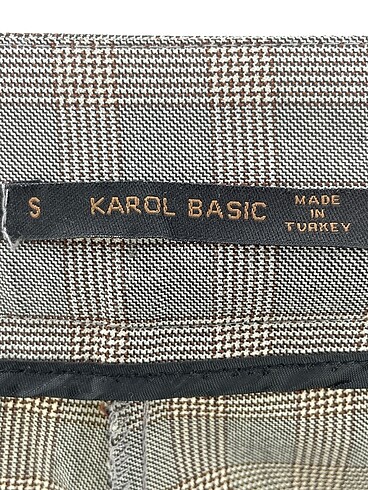 S KAROL BASIC
MADE
IN
TURKEY